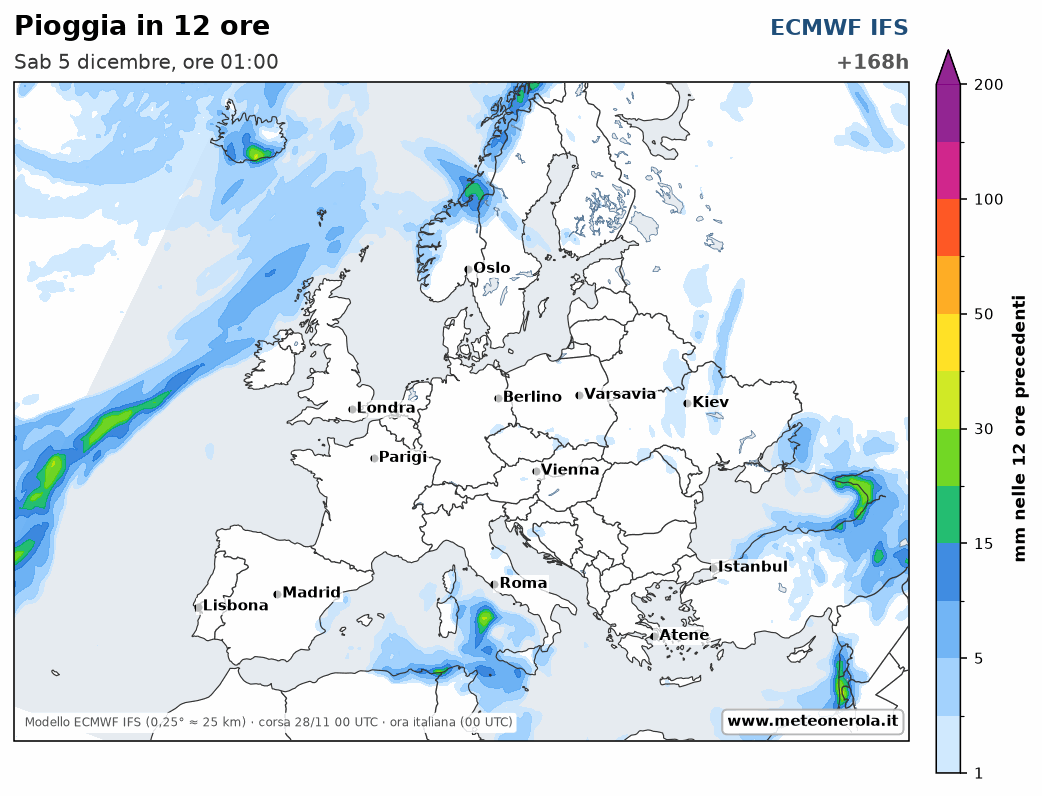 Pioggia in 12 ore
ECMWF IFS
Sab 5 dicembre, ore 01:00
+168h
200
100
50
30
15
5
1
mm nelle 12 ore precedenti
Oslo
Berlino
Varsavia
Kiev
Londra
Parigi
Vienna
Istanbul
Roma
Madrid
Lisbona
Atene
Modello ECMWF IFS (0,25° ≈ 25 km) · corsa 28/11 00 UTC · ora italiana (00 UTC)
www.meteonerola.it